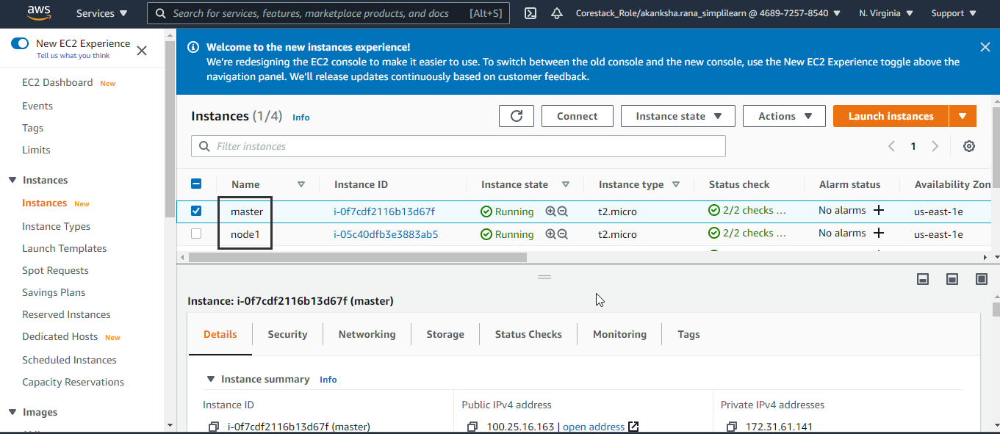 aws Services Search for services, features, marketplace products, and docs [Alt+S] Corestack_Role/akanksha.rana_simplilearn @ 4689-7257-8540 N. Virginia Support
New EC2 Experience
Tell us what you think
EC2 Dashboard New
Events
Tags
Limits
Instances
Instances New
Instance Types
Launch Templates
Spot Requests
Savings Plans
Reserved Instances
Dedicated Hosts New
Scheduled Instances
Capacity Reservations
Images
Welcome to the new instances experience!
We're redesigning the EC2 console to make it easier to use. To switch between the old console and the new console, use the New EC2 Experience toggle above the
navigation panel. We'll release updates continuously based on customer feedback.
Instances (1/4) Info Connect Instance state Actions Launch instances
Filter instances 1
Name Instance ID Instance state Instance type Status check Alarm status Availability Zon
master i-0f7cdf2116b13d67f Running t2.micro 2/2 checks ... No alarms us-east-1e
node1 i-05c40dfb3e3883ab5 Running t2.micro 2/2 checks ... No alarms us-east-1e
Instance: i-0f7cdf2116b13d67f (master)
Details Security Networking Storage Status Checks Monitoring Tags
Instance summary Info
Instance ID Public IPv4 address Private IPv4 addresses
i-0f7cdf2116b13d67f (master) 100.25.16.163 | open address 172.31.61.141